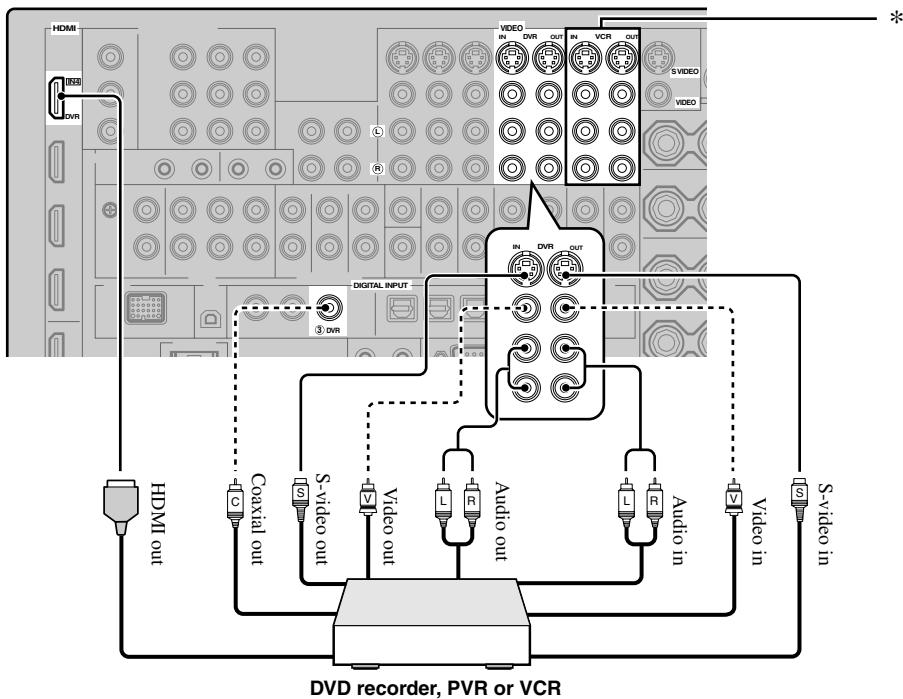 *
HDMI
VIDEO
IN DVR OUT
IN VCR OUT
S VIDEO
VIDEO
IN4
DVR
L
R
IN DVR OUT
DIGITAL INPUT
③ DVR
HDMI out
C
Coaxial out
S
S-video out
V
Video out
L
R
Audio out
L
R
Audio in
V
Video in
S
S-video in
DVD recorder, PVR or VCR